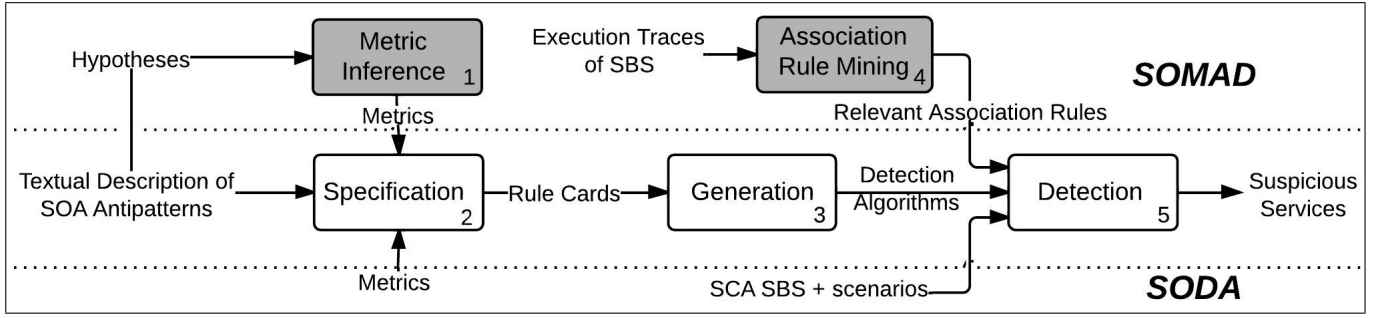 Hypotheses
Metric
Inference
1
Execution Traces
of SBS
Association
Rule Mining
4
SOMAD
Metrics
Relevant Association Rules
Textual Description of
SOA Antipatterns
Specification
2
Rule Cards
Generation
3
Detection
Algorithms
Detection
5
Suspicious
Services
Metrics
SCA SBS + scenarios
SODA